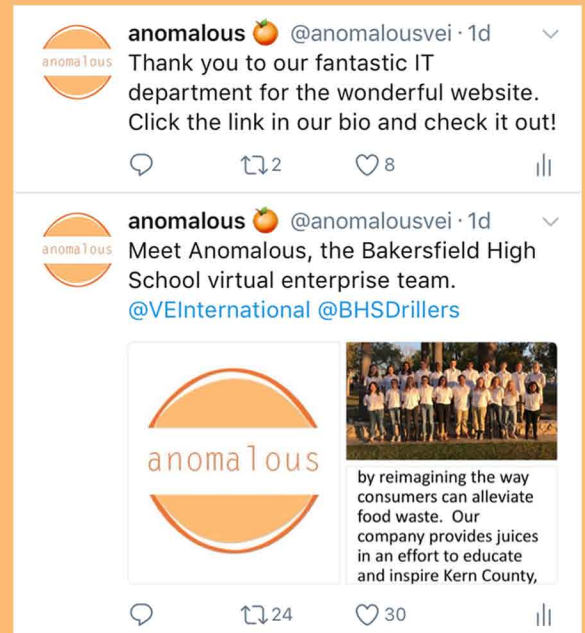 anomalous 🍊 @anomalousvei · 1d
anomalous
Thank you to our fantastic IT
department for the wonderful website.
Click the link in our bio and check it out!
2 8
anomalous 🍊 @anomalousvei · 1d
anomalous
Meet Anomalous, the Bakersfield High
School virtual enterprise team.
@VEInternational @BHSDrillers
anomalous
by reimagining the way
consumers can alleviate
food waste. Our
company provides juices
in an effort to educate
and inspire Kern County,
24 30